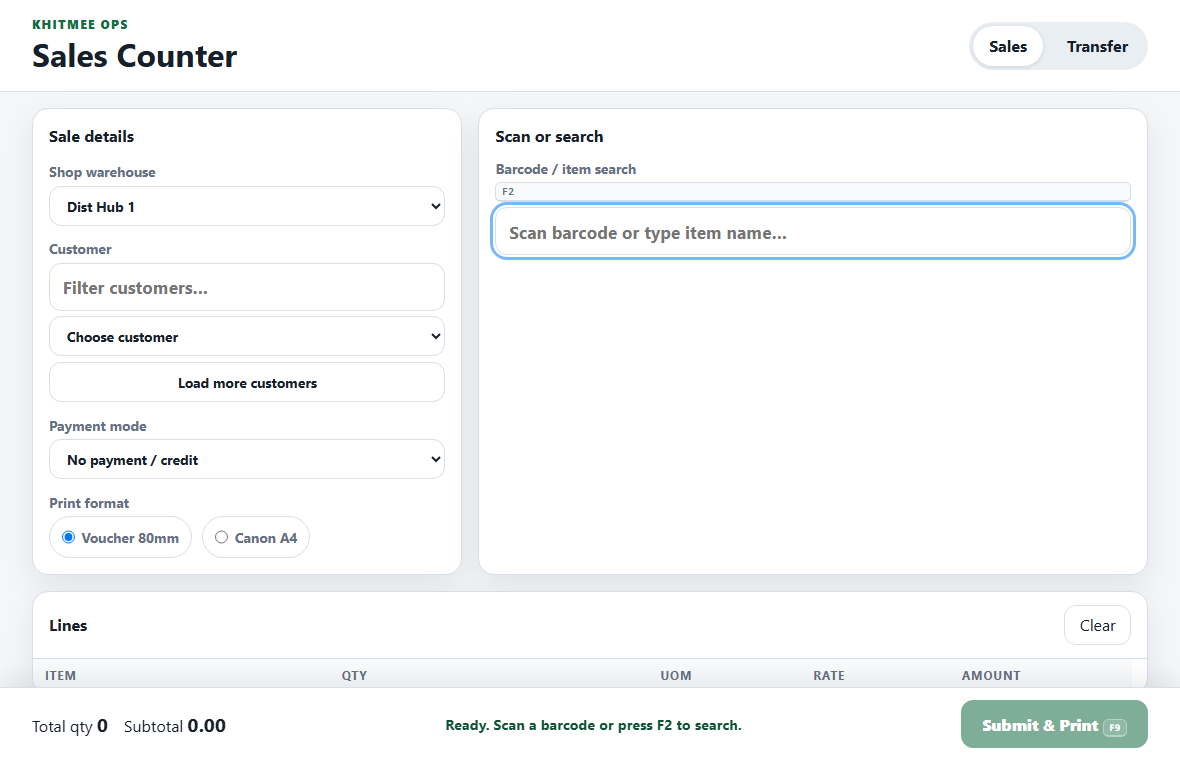 KHITMEE OPS
Sales Counter
Sales
Transfer
Sale details
Shop warehouse
Dist Hub 1
Customer
Filter customers...
Choose customer
Load more customers
Payment mode
No payment / credit
Print format
Voucher 80mm
Canon A4
Scan or search
Barcode / item search
F2
Scan barcode or type item name...
Lines
Clear
ITEM QTY UOM RATE AMOUNT
Total qty 0 Subtotal 0.00
Ready. Scan a barcode or press F2 to search.
Submit & Print F9